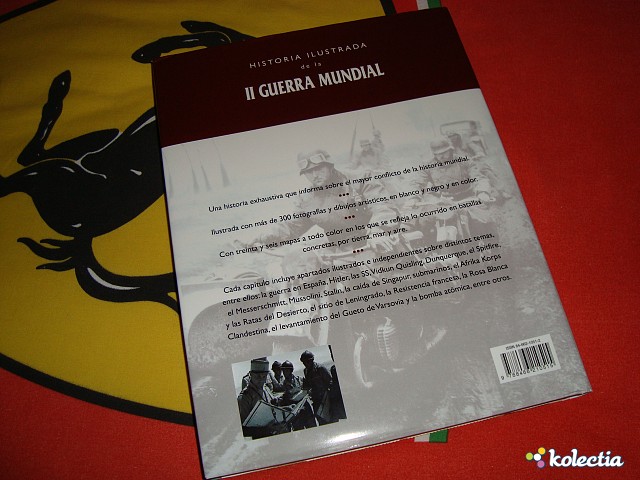 HISTORIA ILUSTRADA
de la
II GUERRA MUNDIAL
Una historia exhaustiva que informa sobre el mayor conflicto de la historia mundial.
Ilustrada con más de 300 fotografías y dibujos artísticos, en blanco y negro y en color.
Con treinta y seis mapas a todo color en los que se refleja lo ocurrido en batallas
concretas, por tierra, mar, y aire.
Cada capítulo incluye apartados ilustrados e independientes sobre distintos temas,
entre ellos: la guerra en España, Hitler, las SS, Vidkun Quisling, Dunquerque, el Spitfire,
el Messerschmitt, Mussolini, Stalin, la caída de Singapur, submarinos, el Afrika Korps
y las Ratas del Desierto, el sitio de Leningrado, la Resistencia francesa, la Rosa Blanca
Clandestina, el levantamiento del Gueto de Varsovia y la bomba atómica, entre otros.
kolectia